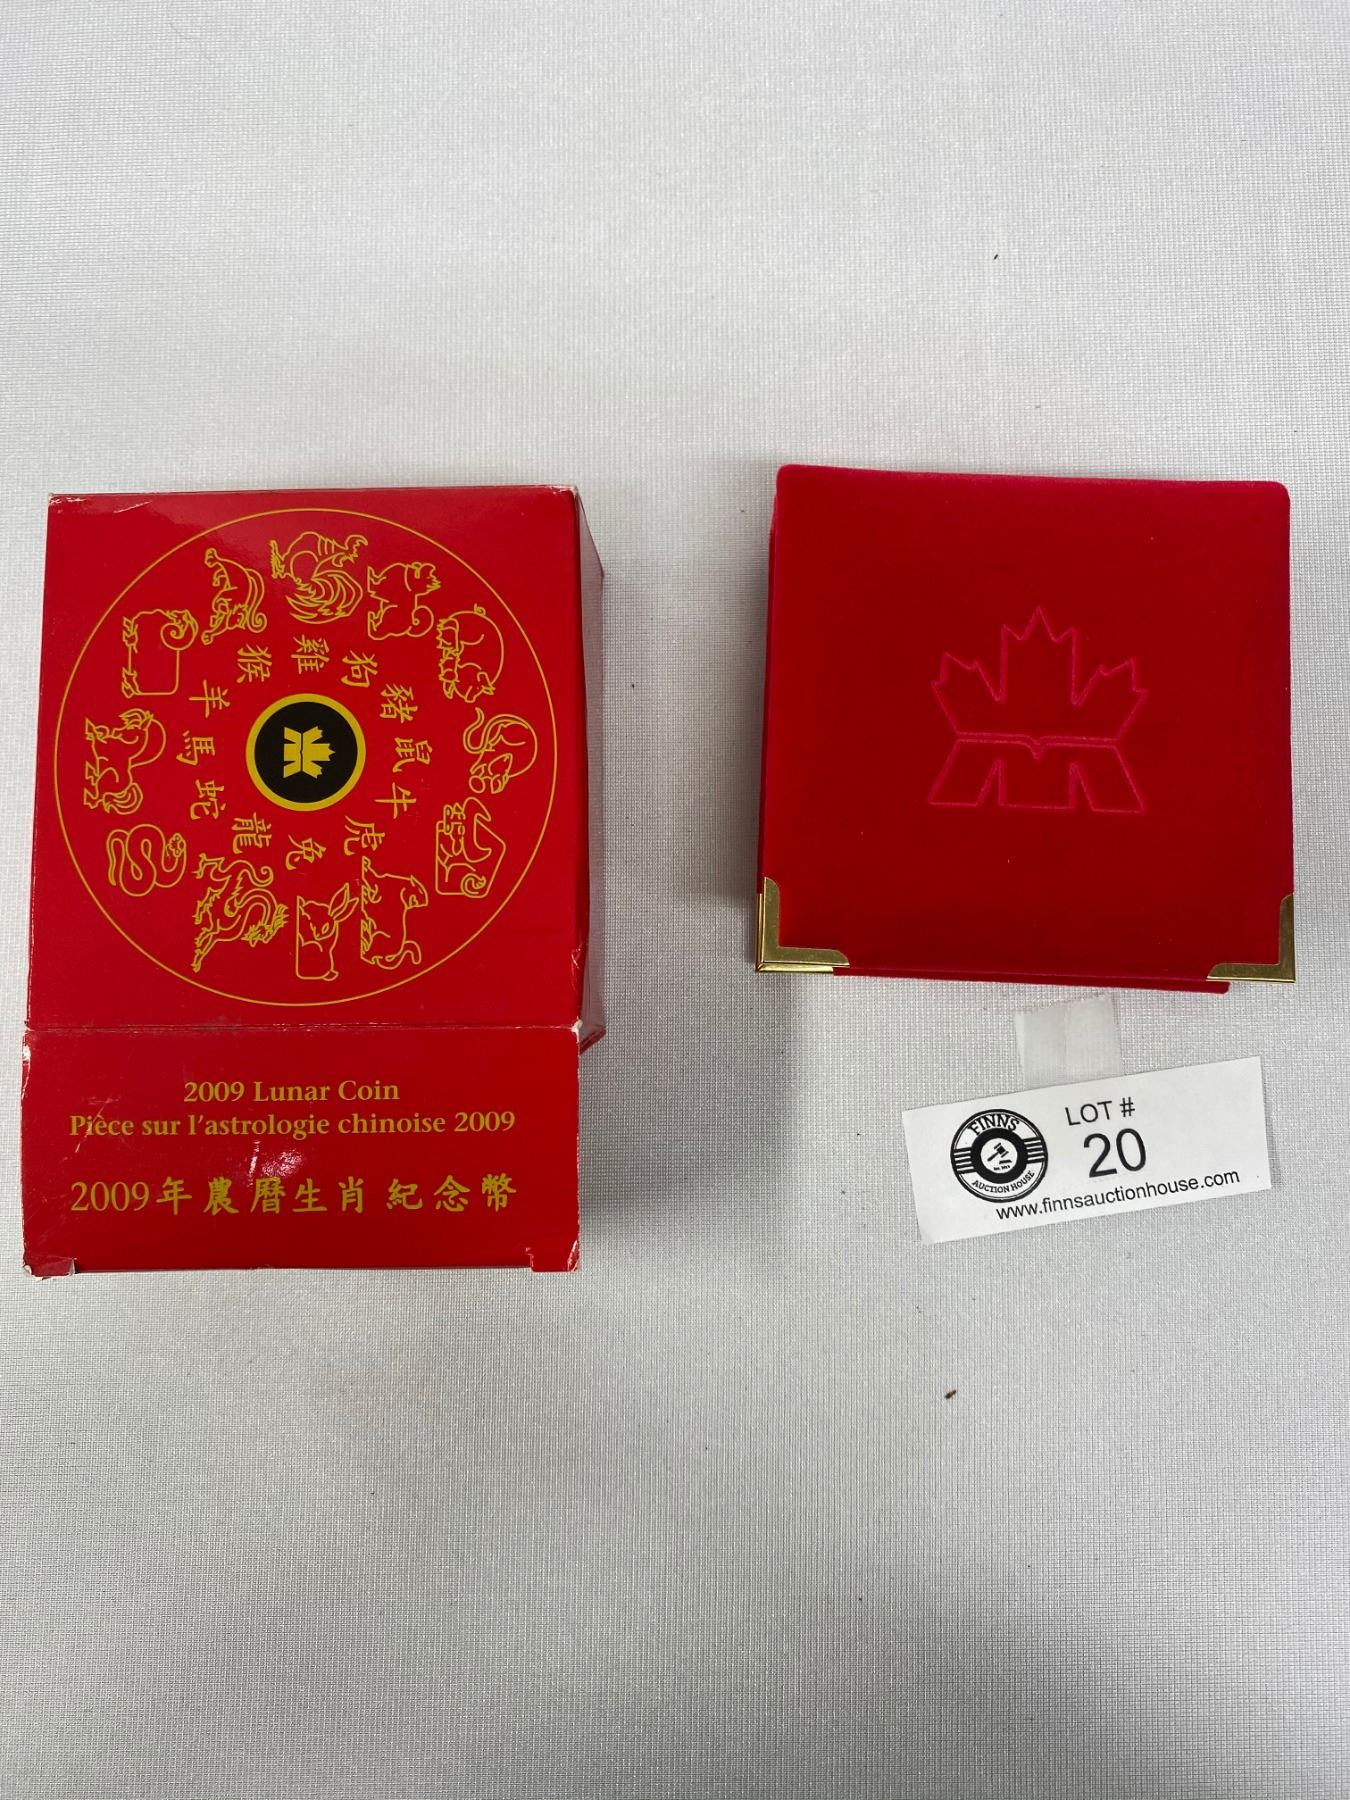 雞
狗
猴
豬
羊
鼠
馬
牛
蛇
虎
龍
兔
2009 Lunar Coin
Pièce sur l'astrologie chinoise 2009
2009年農曆生肖紀念幣
FINNS
AUCTION HOUSE
LOT #
20
www.finnsauctionhouse.com